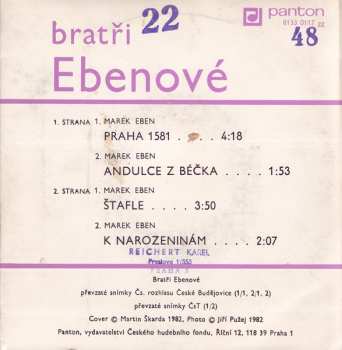 bratři 22
panton
8133 0117
48
Ebenové
1. STRANA 1. MAREK EBEN
PRAHA 1581 . . . . 4:18
2. MAREK EBEN
ANDULCE Z BÉČKA . . . . 1:53
2. STRANA 1. MAREK EBEN
ŠTAFLE . . . . 3:50
2. MAREK EBEN
K NAROZENINÁM . . . . 2:07
REICHERT KAREL
PRAHA 5
Bratři Ebenové
převzaté snímky Čs. rozhlasu České Budějovice (1/1, 2/1, 2)
převzaté snímky ČsT (1/2)
Cover © Martin Škarda 1982, Photo © Jiří Pužej 1982
Panton, vydavatelství Českého hudebního fondu, Říční 12, 118 39 Praha 1